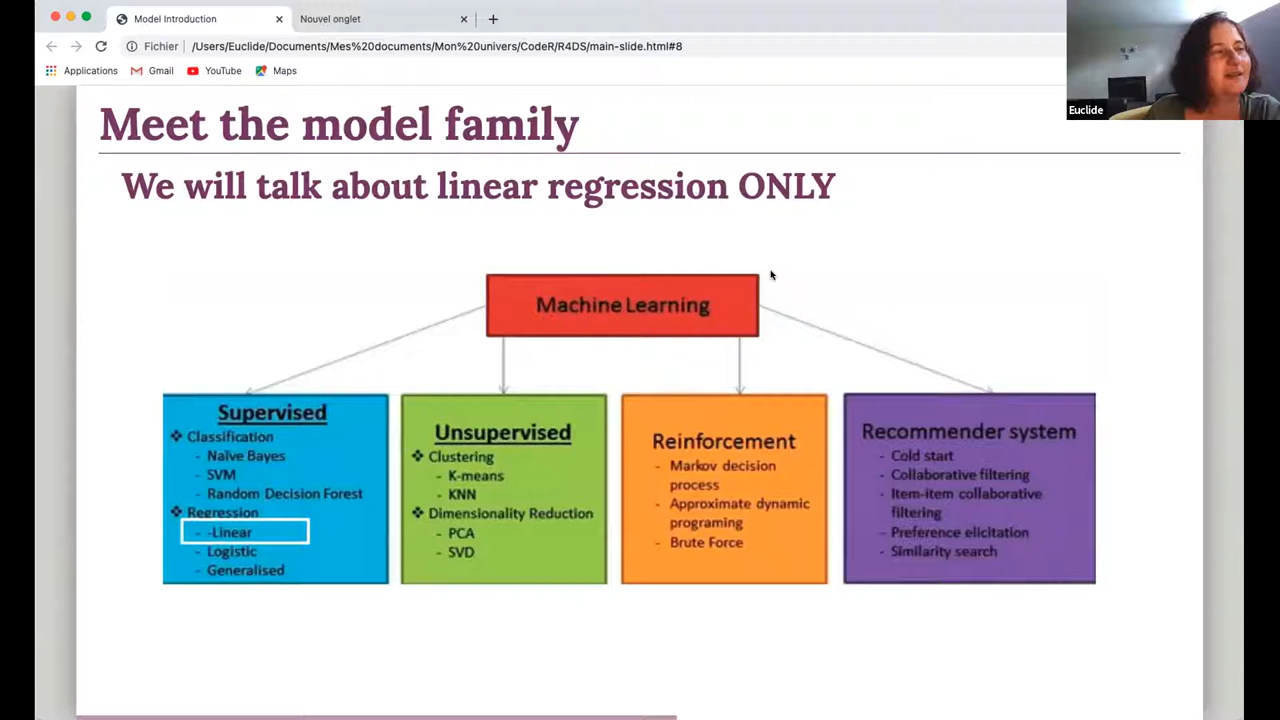 Model Introduction
Nouvel onglet
Fichier
/Users/Euclide/Documents/Mes%20documents/Mon%20univers/CodeR/R4DS/main-slide.html#8
Applications
Gmail
YouTube
Maps
Euclide
Meet the model family
We will talk about linear regression ONLY
Machine Learning
Supervised
❖ Classification
- Naïve Bayes
- SVM
- Random Decision Forest
❖ Regression
- -Linear
- Logistic
- Generalised
Unsupervised
❖ Clustering
- K-means
- KNN
❖ Dimensionality Reduction
- PCA
- SVD
Reinforcement
- Markov decision
process
- Approximate dynamic
programing
- Brute Force
Recommender system
- Cold start
- Collaborative filtering
- Item-item collaborative
filtering
- Preference elicitation
- Similarity search